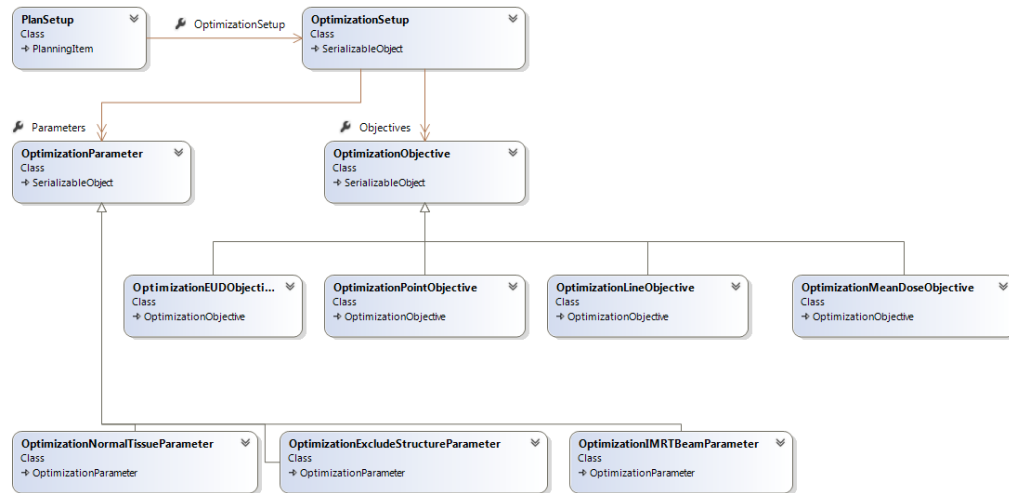 PlanSetup
Class
PlanningItem
OptimizationSetup
OptimizationSetup
Class
SerializableObject
Parameters
Objectives
OptimizationParameter
Class
SerializableObject
OptimizationObjective
Class
SerializableObject
OptimizationEUDObjecti...
Class
OptimizationObjective
OptimizationPointObjective
Class
OptimizationObjective
OptimizationLineObjective
Class
OptimizationObjective
OptimizationMeanDoseObjective
Class
OptimizationObjective
OptimizationNormalTissueParameter
Class
OptimizationParameter
OptimizationExcludeStructureParameter
Class
OptimizationParameter
OptimizationIMRTBeamParameter
Class
OptimizationParameter